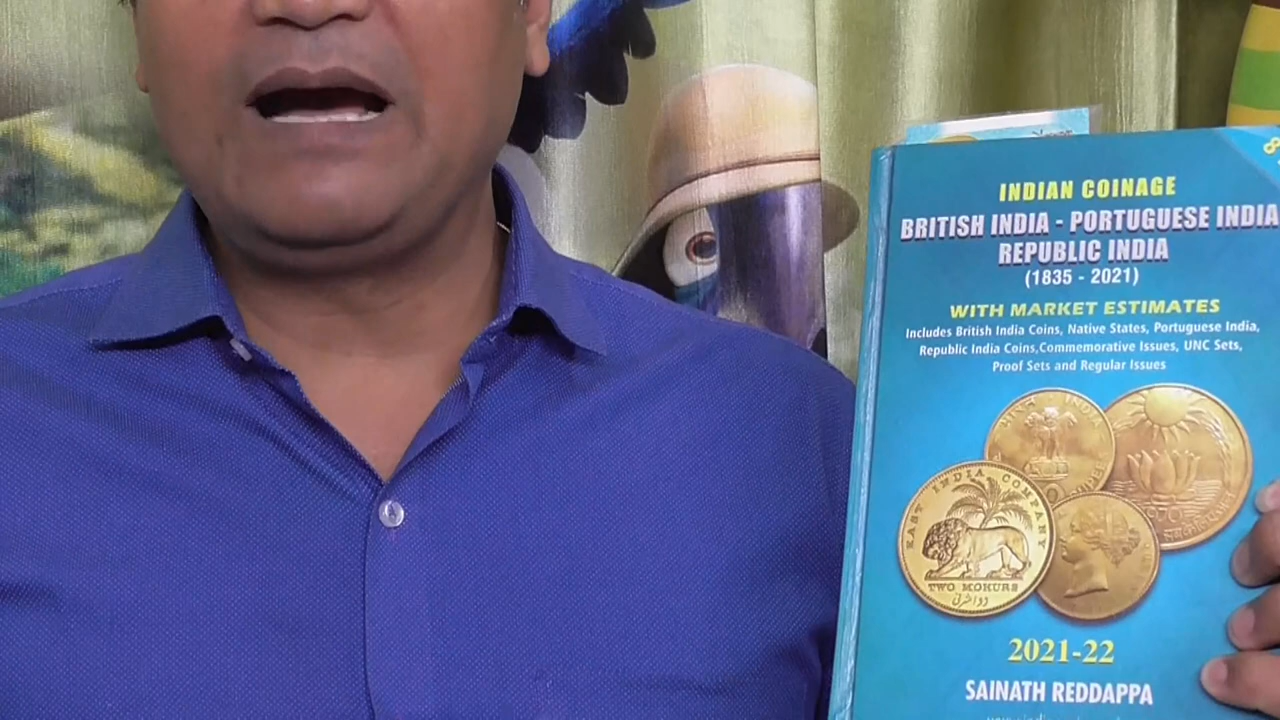 INDIAN COINAGE
BRITISH INDIA - PORTUGUESE INDIA
REPUBLIC INDIA
(1835 - 2021)
WITH MARKET ESTIMATES
Includes British India Coins, Native States, Portuguese India,
Republic India Coins,Commemorative Issues, UNC Sets,
Proof Sets and Regular Issues
EAST INDIA COMPANY
TWO MOHURS
2021-22
SAINATH REDDAPPA